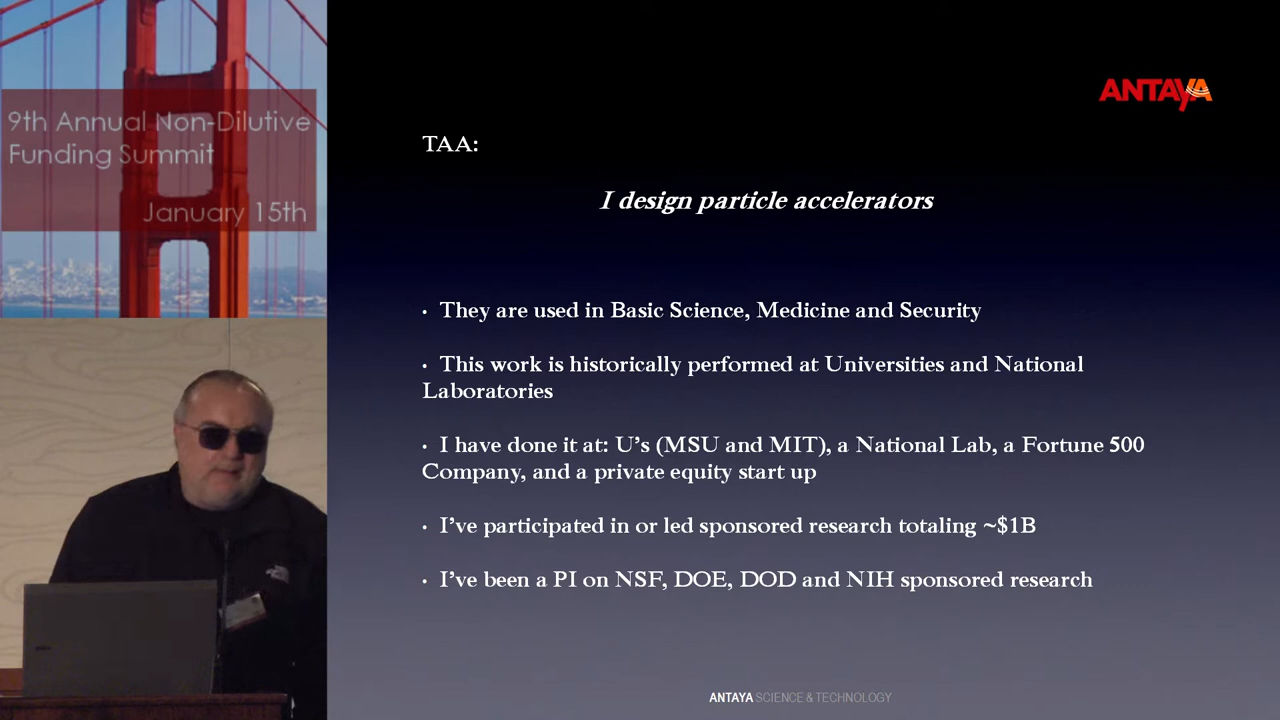 9th Annual Non-Dilutive
Funding Summit
January 15th
ANTAYA
TAA:
I design particle accelerators
· They are used in Basic Science, Medicine and Security
· This work is historically performed at Universities and National
Laboratories
· I have done it at: U's (MSU and MIT), a National Lab, a Fortune 500
Company, and a private equity start up
· I've participated in or led sponsored research totaling ~$1B
· I've been a PI on NSF, DOE, DOD and NIH sponsored research
ANTAYA SCIENCE & TECHNOLOGY